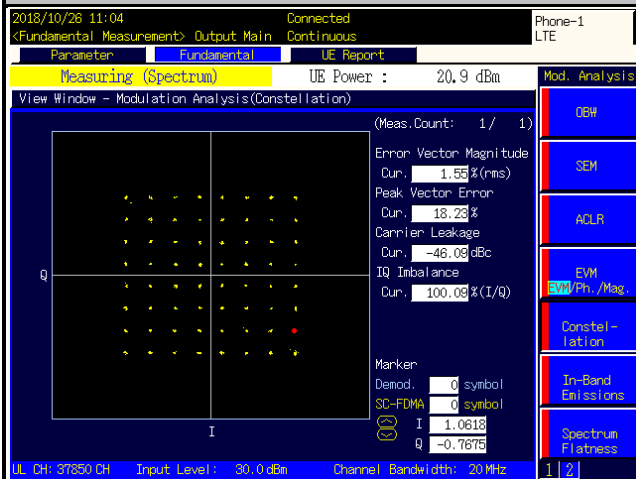 2018/10/26 11:04 Connected Phone-1
<Fundamental Measurement> Output Main Continuous LTE
Parameter Fundamental UE Report
Measuring (Spectrum) UE Power : 20.9 dBm Mod. Analysis
View Window - Modulation Analysis(Constellation)
(Meas.Count: 1/ 1)
OBW
Error Vector Magnitude
Cur. 1.55 %(rms)
SEM
Peak Vector Error
Cur. 18.23 %
ACLR
Carrier Leakage
Cur. -46.09 dBc
IQ Imbalance
Cur. 100.09 %(I/Q)
EVM
EVM/Ph./Mag.
Q
Constel-
lation
Marker
Demod. 0 symbol
SC-FDMA 0 symbol
I 1.0618
Q -0.7675
In-Band
Emissions
I
Spectrum
Flatness
UL CH: 37850 CH Input Level: 30.0 dBm Channel Bandwidth: 20 MHz
1 2